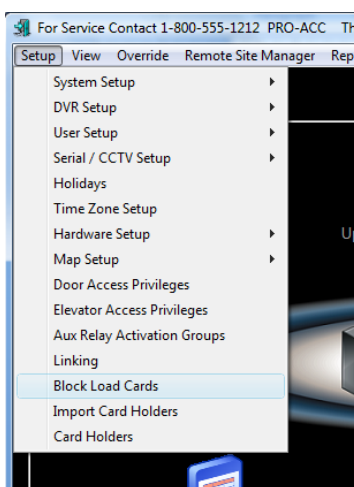 For Service Contact 1-800-555-1212 PRO-ACC
Setup View Override Remote Site Manager Rep
System Setup
DVR Setup
User Setup
Serial / CCTV Setup
Holidays
Time Zone Setup
Hardware Setup
Map Setup
Door Access Privileges
Elevator Access Privileges
Aux Relay Activation Groups
Linking
Block Load Cards
Import Card Holders
Card Holders